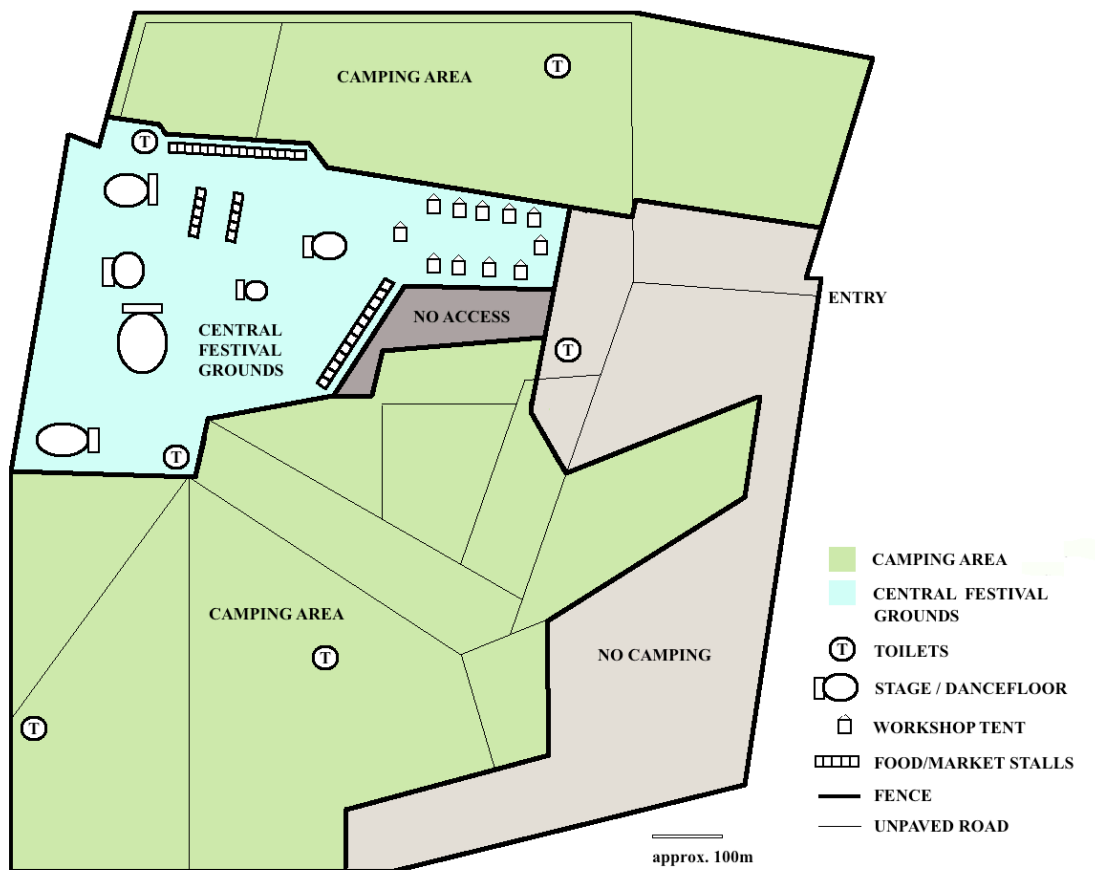 CAMPING AREA
T
T
CENTRAL
FESTIVAL
GROUNDS
NO ACCESS
ENTRY
T
T
CAMPING AREA
T
T
NO CAMPING
CAMPING AREA
CENTRAL FESTIVAL
GROUNDS
T
TOILETS
STAGE / DANCEFLOOR
WORKSHOP TENT
FOOD/MARKET STALLS
FENCE
UNPAVED ROAD
approx. 100m